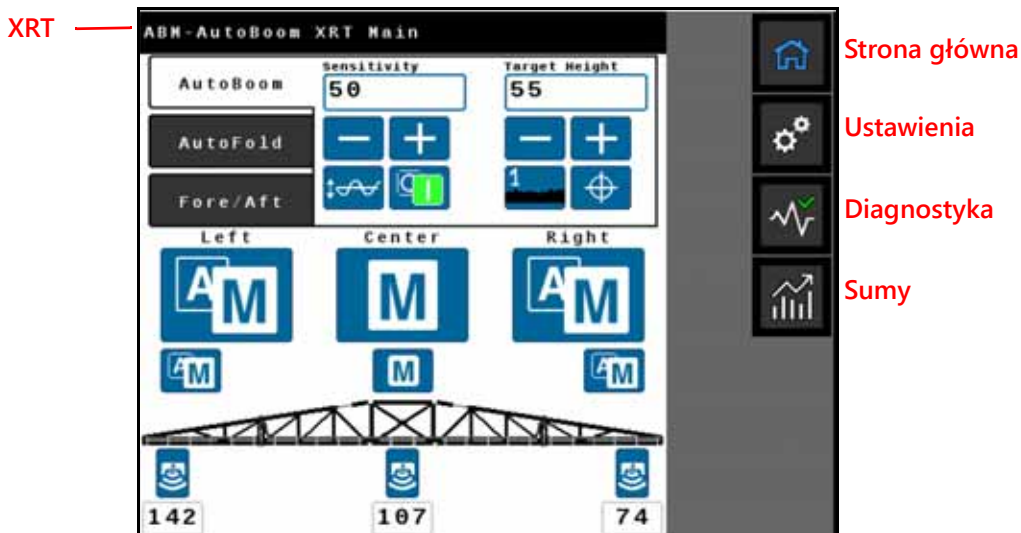 XRT
ABM-AutoBoom XRT Main
Strona główna
AutoBoom
Sensitivity
50
Target Height
55
AutoFold
Ustawienia
Fore/Aft
1
Diagnostyka
Left
Center
Right
A M
M
A M
Sumy
A M
M
A M
142
107
74